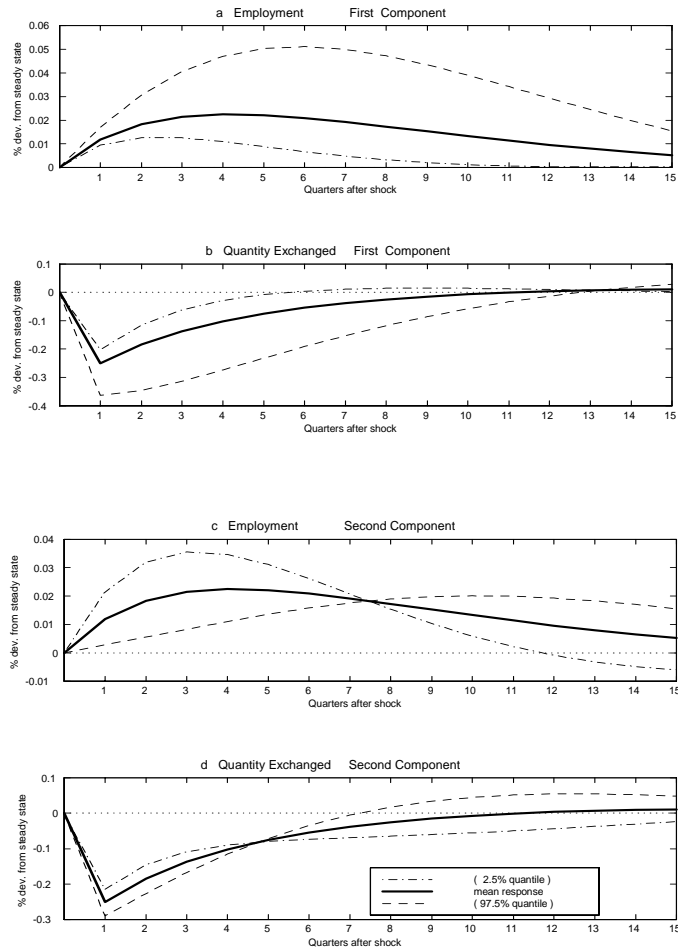 a Employment First Component
0.06
0.05
0.04
0.03
0.02
0.01
0
% dev. from steady state
1 2 3 4 5 6 7 8 9 10 11 12 13 14 15
Quarters after shock
b Quantity Exchanged First Component
0.1
0
-0.1
-0.2
-0.3
-0.4
% dev. from steady state
1 2 3 4 5 6 7 8 9 10 11 12 13 14 15
Quarters after shock
c Employment Second Component
0.04
0.03
0.02
0.01
0
-0.01
% dev. from steady state
1 2 3 4 5 6 7 8 9 10 11 12 13 14 15
Quarters after shock
d Quantity Exchanged Second Component
0.1
0
-0.1
-0.2
-0.3
% dev. from steady state
( 2.5% quantile )
mean response
( 97.5% quantile )
1 2 3 4 5 6 7 8 9 10 11 12 13 14 15
Quarters after shock